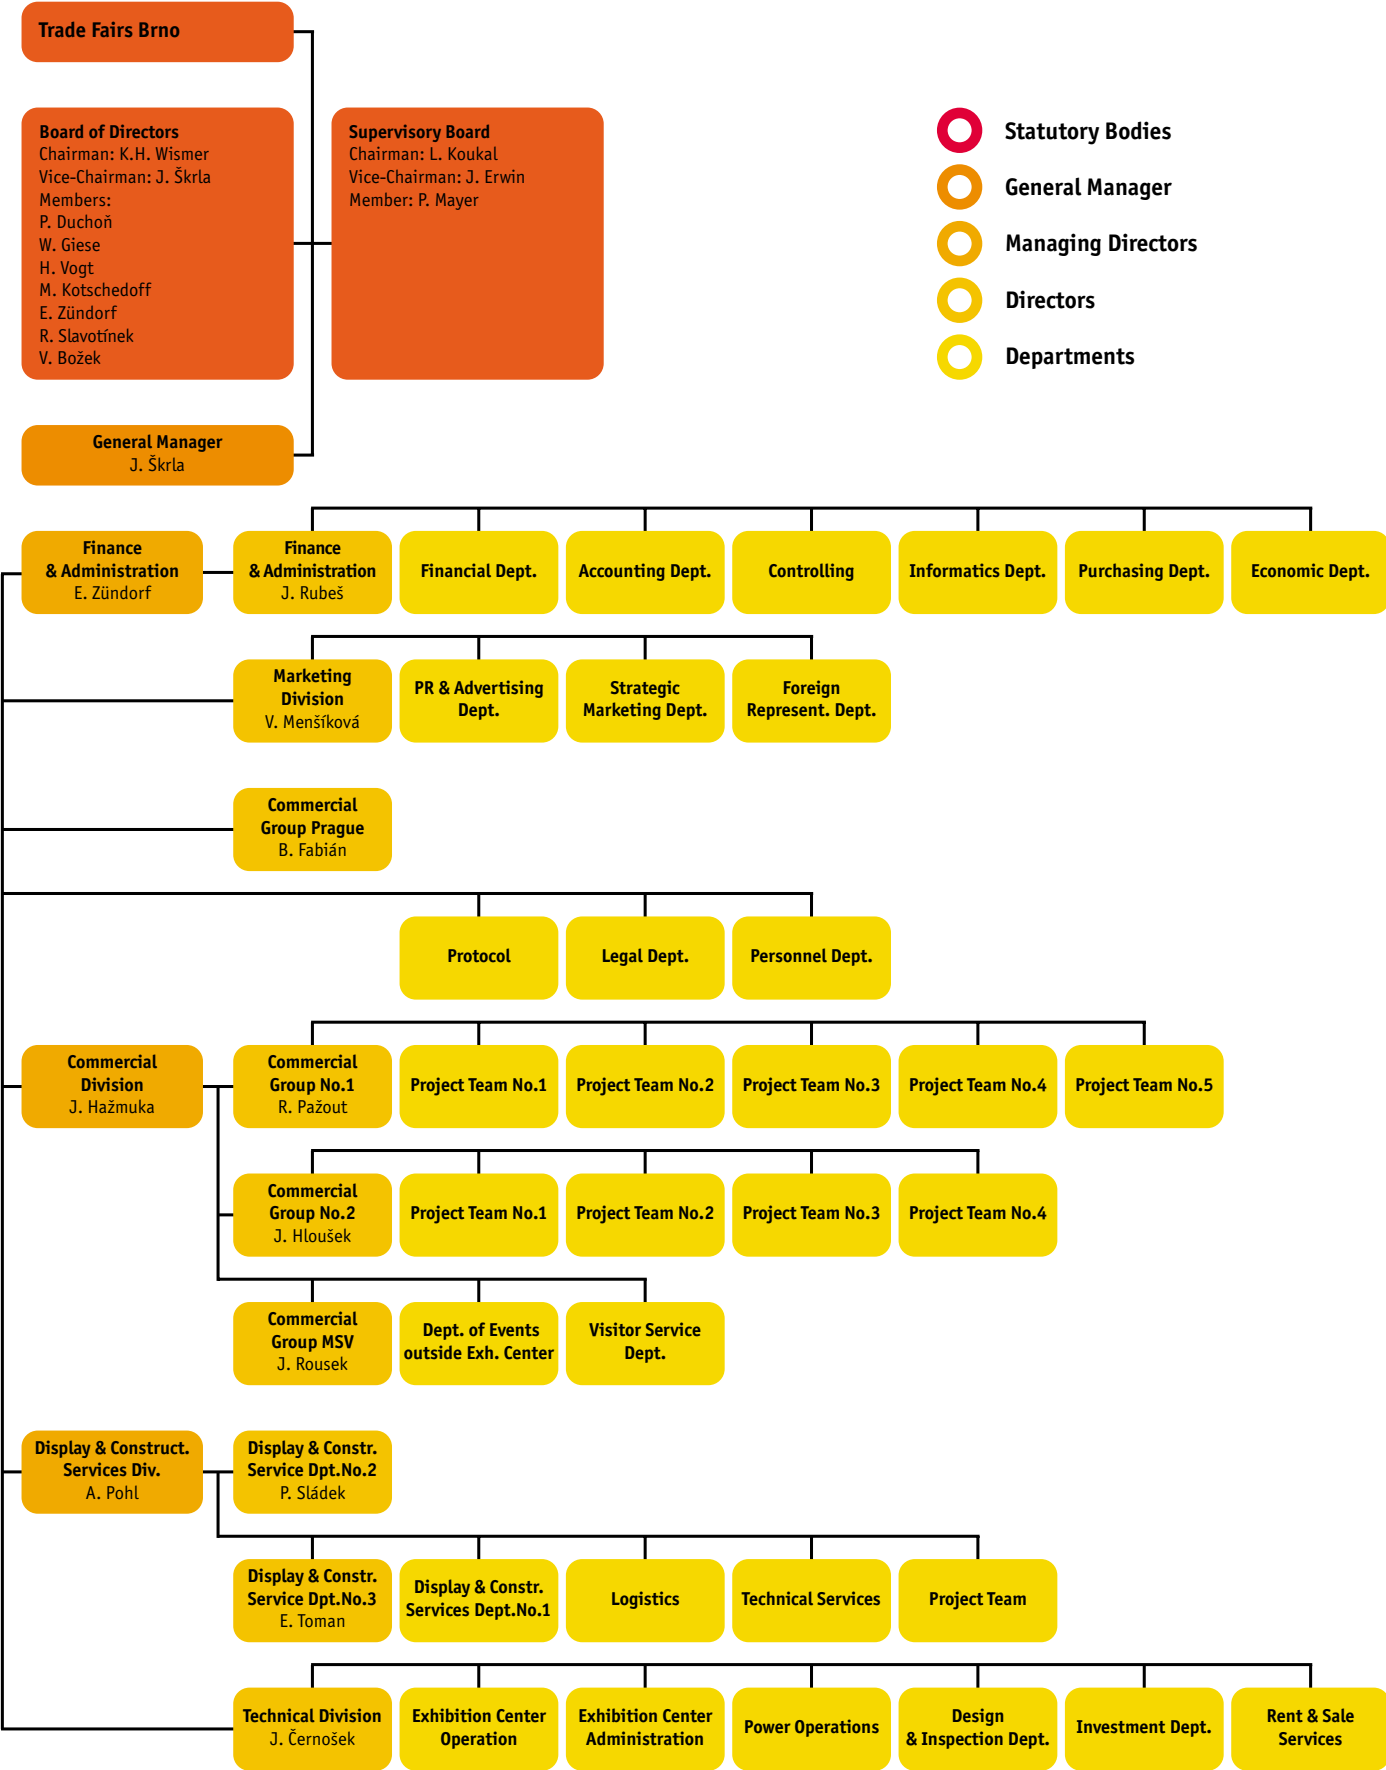 Trade Fairs Brno
Board of Directors
Chairman: K.H. Wismer
Vice-Chairman: J. Škrla
Members:
P. Duchoň
W. Giese
H. Vogt
M. Kotschedoff
E. Zündorf
R. Slavotínek
V. Božek
Supervisory Board
Chairman: L. Koukal
Vice-Chairman: J. Erwin
Member: P. Mayer
Statutory Bodies
General Manager
Managing Directors
Directors
Departments
General Manager
J. Škrla
Finance
& Administration
E. Zündorf
Finance
& Administration
J. Rubeš
Financial Dept.
Accounting Dept.
Controlling
Informatics Dept.
Purchasing Dept.
Economic Dept.
Marketing
Division
V. Menšíková
PR & Advertising
Dept.
Strategic
Marketing Dept.
Foreign
Represent. Dept.
Commercial
Group Prague
B. Fabián
Protocol
Legal Dept.
Personnel Dept.
Commercial
Division
J. Hažmuka
Commercial
Group No.1
R. Pažout
Project Team No.1
Project Team No.2
Project Team No.3
Project Team No.4
Project Team No.5
Commercial
Group No.2
J. Hloušek
Project Team No.1
Project Team No.2
Project Team No.3
Project Team No.4
Commercial
Group MSV
J. Rousek
Dept. of Events
outside Exh. Center
Visitor Service
Dept.
Display & Construct.
Services Div.
A. Pohl
Display & Constr.
Service Dpt.No.2
P. Sládek
Display & Constr.
Service Dpt.No.3
E. Toman
Display & Constr.
Services Dept.No.1
Logistics
Technical Services
Project Team
Technical Division
J. Černošek
Exhibition Center
Operation
Exhibition Center
Administration
Power Operations
Design
& Inspection Dept.
Investment Dept.
Rent & Sale
Services